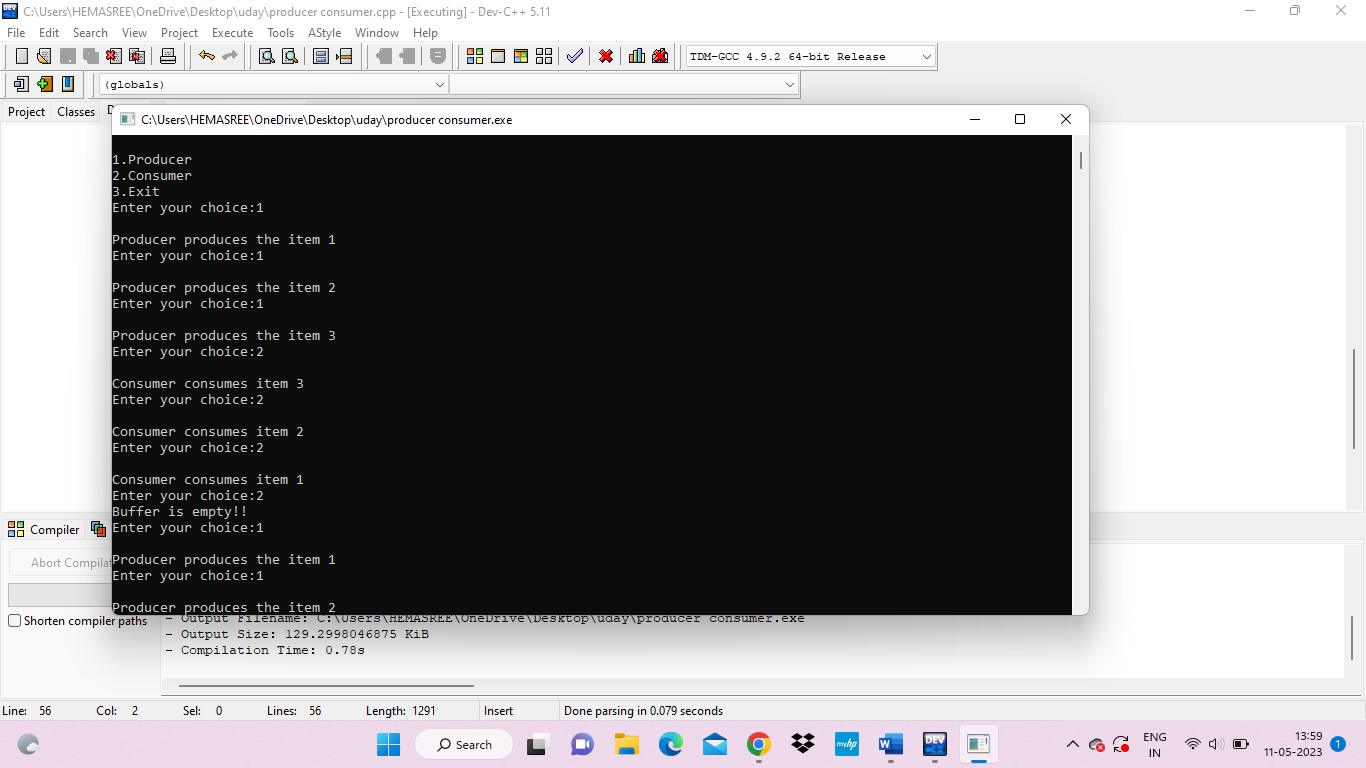 C:\Users\HEMASREE\OneDrive\Desktop\uday\producer consumer.cpp - [Executing] - Dev-C++ 5.11
File Edit Search View Project Execute Tools AStyle Window Help
TDM-GCC 4.9.2 64-bit Release
(globals)
Project Classes D
C:\Users\HEMASREE\OneDrive\Desktop\uday\producer consumer.exe
1.Producer
2.Consumer
3.Exit
Enter your choice:1
Producer produces the item 1
Enter your choice:1
Producer produces the item 2
Enter your choice:1
Producer produces the item 3
Enter your choice:2
Consumer consumes item 3
Enter your choice:2
Consumer consumes item 2
Enter your choice:2
Consumer consumes item 1
Enter your choice:2
Buffer is empty!!
Enter your choice:1
Producer produces the item 1
Enter your choice:1
Producer produces the item 2
Compiler
Abort Compilat
Shorten compiler paths
- Output Filename: C:\Users\HEMASREE\OneDrive\Desktop\uday\producer consumer.exe
- Output Size: 129.2998046875 KiB
- Compilation Time: 0.78s
Line: 56 Col: 2 Sel: 0 Lines: 56 Length: 1291 Insert Done parsing in 0.079 seconds
Search
myhp
W
DEV
C++
ENG
IN
13:59
11-05-2023
1